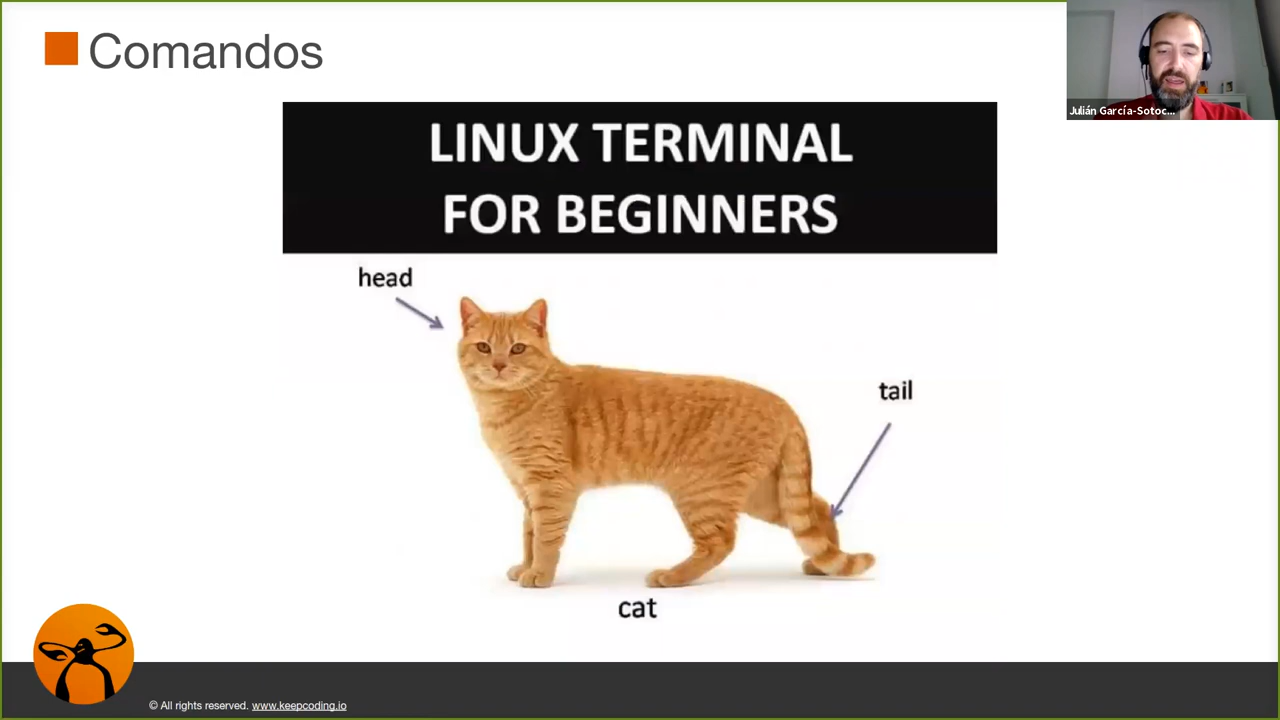 Comandos
Julián García-Sotoc...
LINUX TERMINAL
FOR BEGINNERS
head
tail
cat
© All rights reserved. www.keepcoding.io